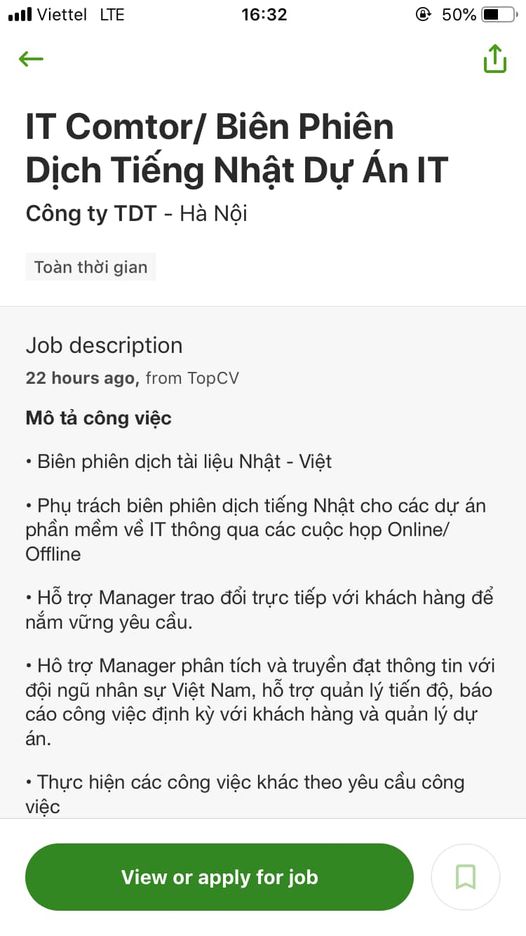 Viettel LTE 16:32 50%
IT Comtor/ Biên Phiên
Dịch Tiếng Nhật Dự Án IT
Công ty TDT - Hà Nội
Toàn thời gian
Job description
22 hours ago, from TopCV
Mô tả công việc
• Biên phiên dịch tài liệu Nhật - Việt
• Phụ trách biên phiên dịch tiếng Nhật cho các dự án
phần mềm về IT thông qua các cuộc họp Online/
Offline
• Hỗ trợ Manager trao đổi trực tiếp với khách hàng để
nắm vững yêu cầu.
• Hô trợ Manager phân tích và truyền đạt thông tin với
đội ngũ nhân sự Việt Nam, hỗ trợ quản lý tiến độ, báo
cáo công việc định kỳ với khách hàng và quản lý dự
án.
• Thực hiện các công việc khác theo yêu cầu công
việc
View or apply for job